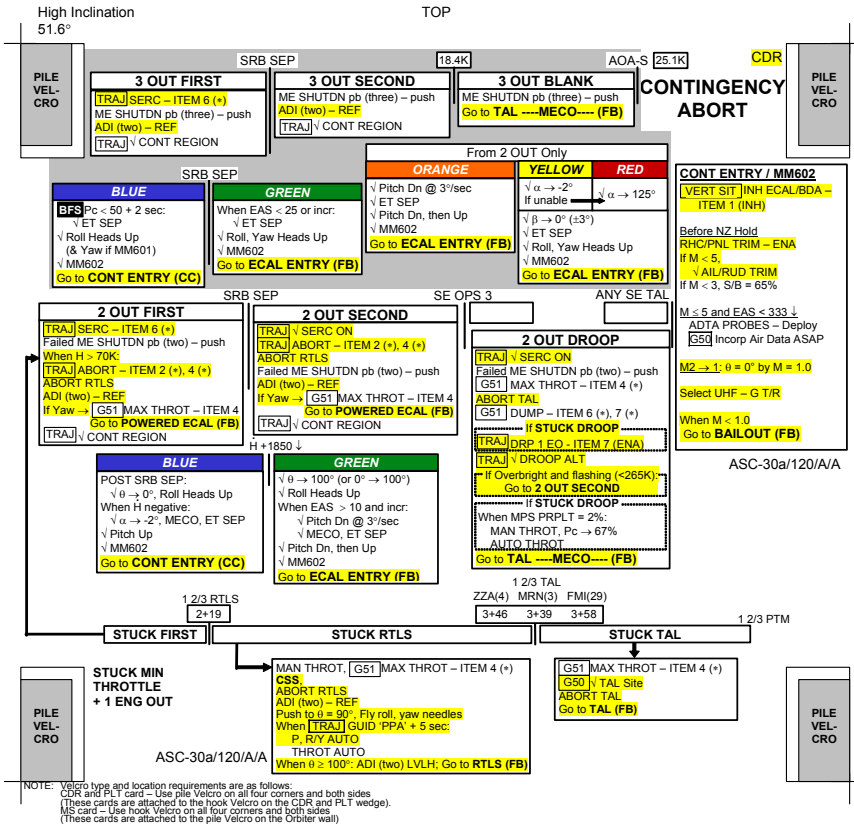 High Inclination
51.6°
TOP
CDR
PILE
VEL-
CRO
PILE
VEL-
CRO
CONTINGENCY
ABORT
SRB SEP
18.4K
AOA-S
25.1K
3 OUT FIRST
TRAJ SERC – ITEM 6 (*)
ME SHUTDN pb (three) – push
ADI (two) – REF
TRAJ √ CONT REGION
3 OUT SECOND
ME SHUTDN pb (three) – push
ADI (two) – REF
TRAJ √ CONT REGION
3 OUT BLANK
ME SHUTDN pb (three) – push
Go to TAL ----MECO---- (FB)
SRB SEP
BLUE
BFS Pc < 50 + 2 sec:
√ ET SEP
√ Roll Heads Up
(& Yaw if MM601)
√ MM602
Go to CONT ENTRY (CC)
GREEN
When EAS < 25 or incr:
√ ET SEP
√ Roll, Yaw Heads Up
√ MM602
Go to ECAL ENTRY (FB)
From 2 OUT Only
ORANGE
√ Pitch Dn @ 3°/sec
√ ET SEP
√ Pitch Dn, then Up
√ MM602
Go to ECAL ENTRY (FB)
YELLOW
√ α → -2°
If unable
RED
√ α → 125°
√ β → 0° (±3°)
√ ET SEP
√ Roll, Yaw Heads Up
√ MM602
Go to ECAL ENTRY (FB)
CONT ENTRY / MM602
VERT SIT INH ECAL/BDA –
ITEM 1 (INH)
Before NZ Hold
RHC/PNL TRIM – ENA
If M < 5,
√ AIL/RUD TRIM
If M < 3, S/B = 65%
M ≤ 5 and EAS < 333 ↓
ADTA PROBES – Deploy
G50 Incorp Air Data ASAP
M2 → 1: θ = 0° by M = 1.0
Select UHF – G T/R
When M < 1.0
Go to BAILOUT (FB)
ASC-30a/120/A/A
SRB SEP
SE OPS 3
ANY SE TAL
2 OUT FIRST
TRAJ SERC – ITEM 6 (*)
Failed ME SHUTDN pb (two) – push
When H > 70K:
TRAJ ABORT – ITEM 2 (*), 4 (*)
ABORT RTLS
ADI (two) – REF
If Yaw → G51 MAX THROT – ITEM 4
Go to POWERED ECAL (FB)
TRAJ √ CONT REGION
2 OUT SECOND
TRAJ √ SERC ON
TRAJ ABORT – ITEM 2 (*), 4 (*)
ABORT RTLS
Failed ME SHUTDN pb (two) – push
ADI (two) – REF
If Yaw → G51 MAX THROT – ITEM 4
Go to POWERED ECAL (FB)
TRAJ √ CONT REGION
2 OUT DROOP
TRAJ √ SERC ON
Failed ME SHUTDN pb (two) – push
G51 MAX THROT – ITEM 4 (*)
ABORT TAL
G51 DUMP – ITEM 6 (*), 7 (*)
If STUCK DROOP
TRAJ DRP 1 EO - ITEM 7 (ENA)
TRAJ √ DROOP ALT
If Overbright and flashing (<265K):
Go to 2 OUT SECOND
If STUCK DROOP
When MPS PRPLT = 2%:
MAN THROT, Pc → 67%
AUTO THROT
Go to TAL ----MECO---- (FB)
Ḣ +1850 ↓
BLUE
POST SRB SEP:
√ θ → 0°, Roll Heads Up
When Ḣ negative:
√ α → -2°, MECO, ET SEP
√ Pitch Up
√ MM602
Go to CONT ENTRY (CC)
GREEN
√ θ → 100° (or 0° → 100°)
√ Roll Heads Up
When EAS > 10 and incr:
√ Pitch Dn @ 3°/sec
√ MECO, ET SEP
√ Pitch Dn, then Up
√ MM602
Go to ECAL ENTRY (FB)
1 2/3 RTLS
2+19
1 2/3 TAL
ZZA(4) MRN(3) FMI(29)
3+46 3+39 3+58
1 2/3 PTM
STUCK FIRST
STUCK RTLS
STUCK TAL
STUCK MIN
THROTTLE
+ 1 ENG OUT
MAN THROT, G51 MAX THROT – ITEM 4 (*)
CSS.
ABORT RTLS
ADI (two) – REF
Push to θ = 90°, Fly roll, yaw needles
When TRAJ GUID 'PPA' + 5 sec:
P, R/Y AUTO
THROT AUTO
When θ ≥ 100°: ADI (two) LVLH; Go to RTLS (FB)
G51 MAX THROT – ITEM 4 (*)
G50 √ TAL Site
ABORT TAL
Go to TAL (FB)
PILE
VEL-
CRO
PILE
VEL-
CRO
ASC-30a/120/A/A
NOTE: Velcro type and location requirements are as follows:
CDR and PLT card – Use pile Velcro on all four corners and both sides
(These cards are attached to the hook Velcro on the CDR and PLT wedge).
MS card – Use hook Velcro on all four corners and both sides
(These cards are attached to the pile Velcro on the Orbiter wall)